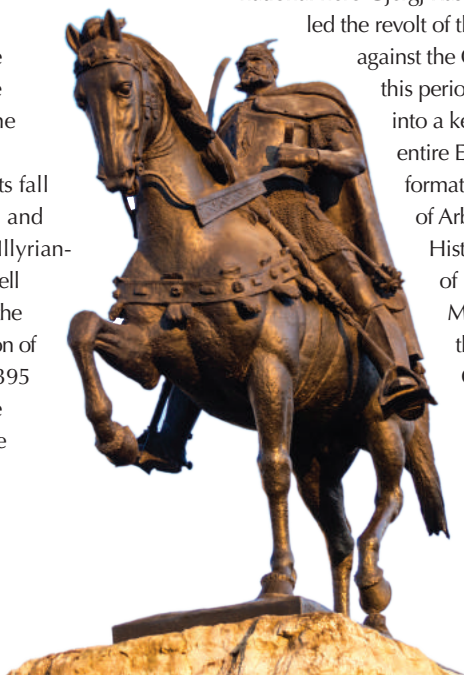 ts fall
and
Illyrian-
ell
he
on of
395
e
e
led the revolt of th
against the
this perio
into a ke
entire E
format
of Arb
Hist
of
M
th